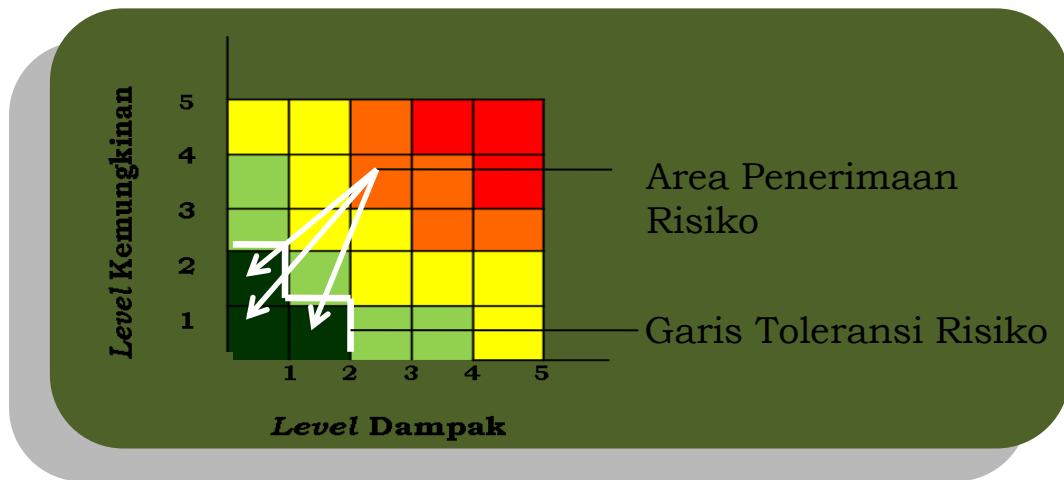 Level Kemungkinan
5
4
3
2
1
1 2 3 4 5
Level Dampak
Area Penerimaan
Risiko
Garis Toleransi Risiko